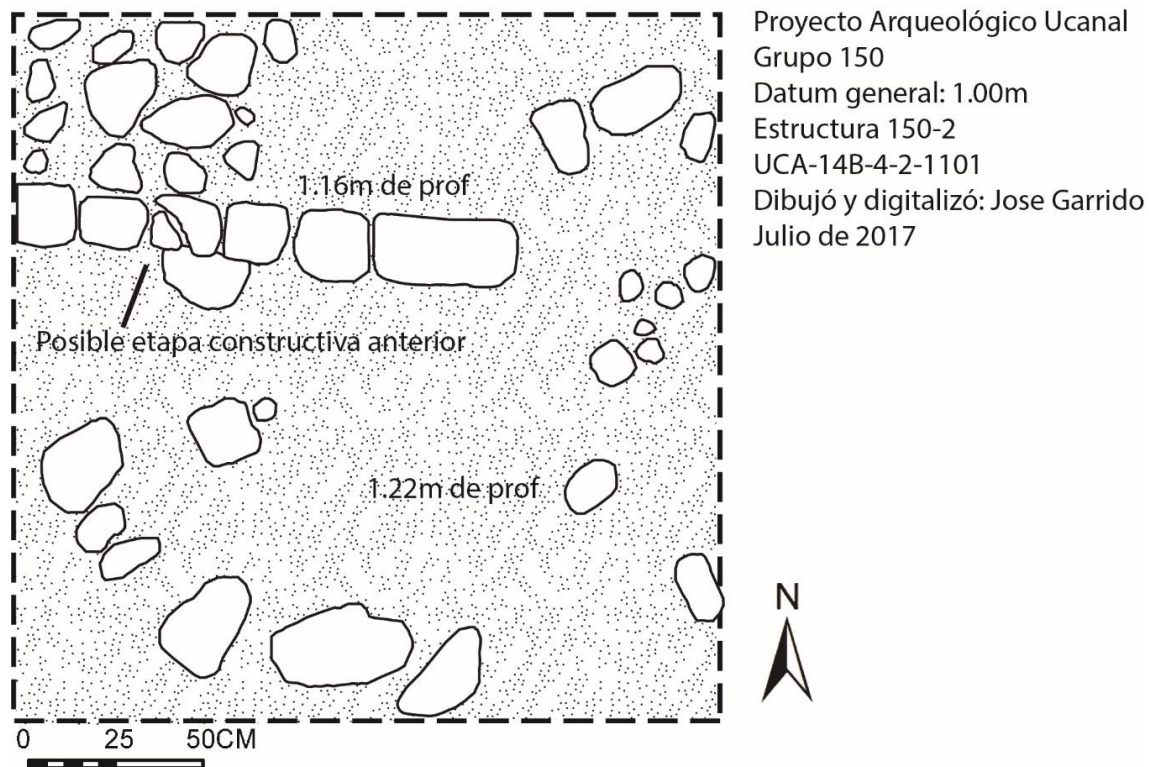 Proyecto Arqueológico Ucanal
Grupo 150
Datum general: 1.00m
Estructura 150-2
UCA-14B-4-2-1101
Dibujó y digitalizó: Jose Garrido
Julio de 2017
1.16m de prof
Posible etapa constructiva anterior
1.22m de prof
N
0 25 50CM